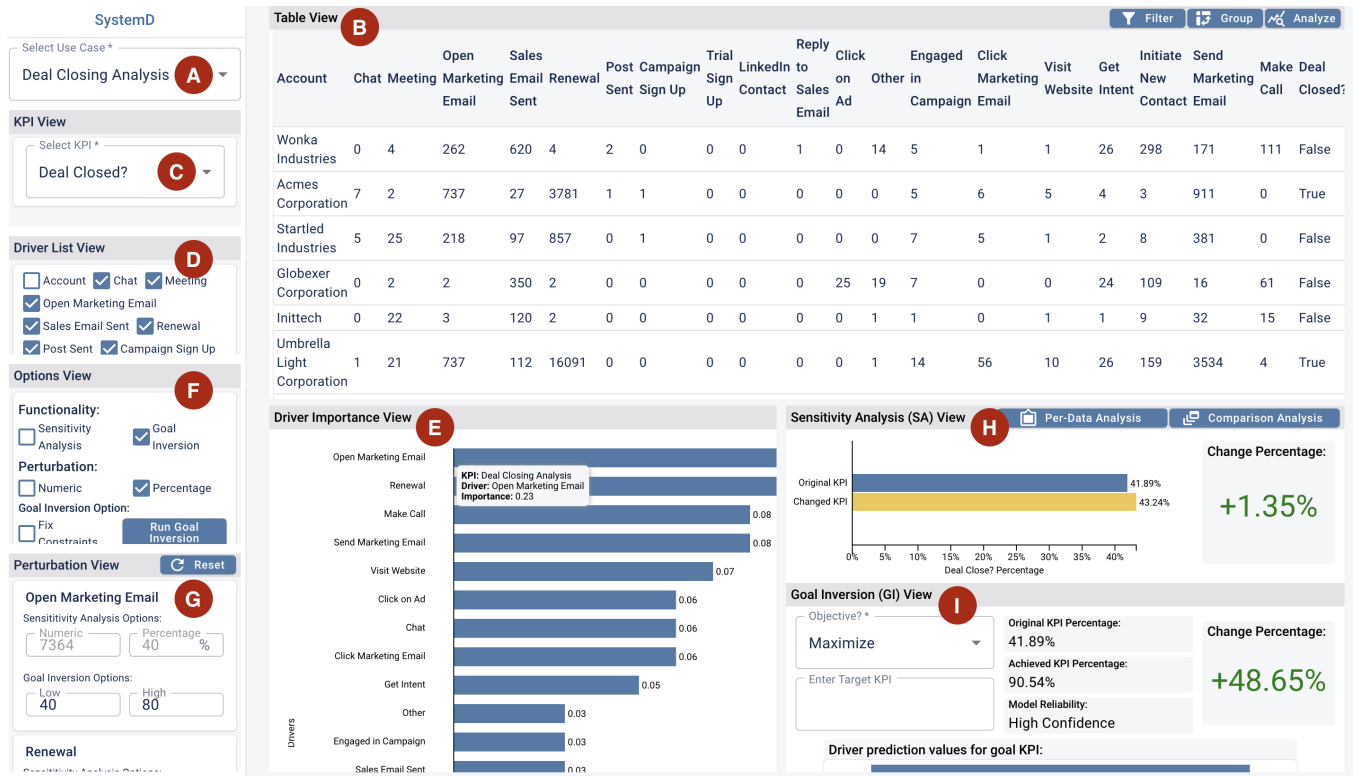 SystemD
Select Use Case *
Deal Closing Analysis
A
KPI View
Select KPI *
Deal Closed?
C
Driver List View
D
Account Chat Meeting
Open Marketing Email
Sales Email Sent Renewal
Post Sent Campaign Sign Up
Options View
F
Functionality:
Sensitivity Analysis
Goal Inversion
Perturbation:
Numeric Percentage
Goal Inversion Option:
Fix Constraints
Run Goal Inversion
Perturbation View
Reset
G
Open Marketing Email
Sensititivity Analysis Options:
Numeric
7364
Percentage
40 %
Goal Inversion Options:
Low
40
High
80
Renewal
Table View
B
Filter Group Analyze
Account Chat Meeting Open Marketing Email Sales Email Sent Renewal Post Sent Campaign Sign Up Trial Sign Up LinkedIn Contact Reply to Sales Email Click on Ad Other Engaged in Campaign Click Marketing Email Visit Website Get Intent Initiate New Contact Send Marketing Email Make Call Deal Closed?
Wonka Industries 0 4 262 620 4 2 0 0 0 1 0 14 5 1 1 26 298 171 111 False
Acmes Corporation 7 2 737 27 3781 1 1 0 0 0 0 0 5 6 5 4 3 911 0 True
Startled Industries 5 25 218 97 857 0 1 0 0 0 0 0 7 5 1 2 8 381 0 False
Globexer Corporation 0 2 2 350 2 0 0 0 0 0 25 19 7 0 0 24 109 16 61 False
Inittech 0 22 3 120 2 0 0 0 0 0 0 1 1 0 1 1 9 32 15 False
Umbrella Light Corporation 1 21 737 112 16091 0 0 0 0 0 0 1 14 56 10 26 159 3534 4 True
Driver Importance View
E
Open Marketing Email
KPI: Deal Closing Analysis
Driver: Open Marketing Email
Importance: 0.23
Renewal
Make Call 0.08
Send Marketing Email 0.08
Visit Website 0.07
Click on Ad 0.06
Chat 0.06
Click Marketing Email 0.06
Get Intent 0.05
Other 0.03
Engaged in Campaign 0.03
Sales Email Sent 0.03
Drivers
Sensitivity Analysis (SA) View
H
Per-Data Analysis
Comparison Analysis
Original KPI 41.89%
Changed KPI 43.24%
0% 5% 10% 15% 20% 25% 30% 35% 40%
Deal Close? Percentage
Change Percentage:
+1.35%
Goal Inversion (GI) View
I
Objective? *
Maximize
Enter Target KPI
Original KPI Percentage:
41.89%
Achieved KPI Percentage:
90.54%
Model Reliability:
High Confidence
Change Percentage:
+48.65%
Driver prediction values for goal KPI: